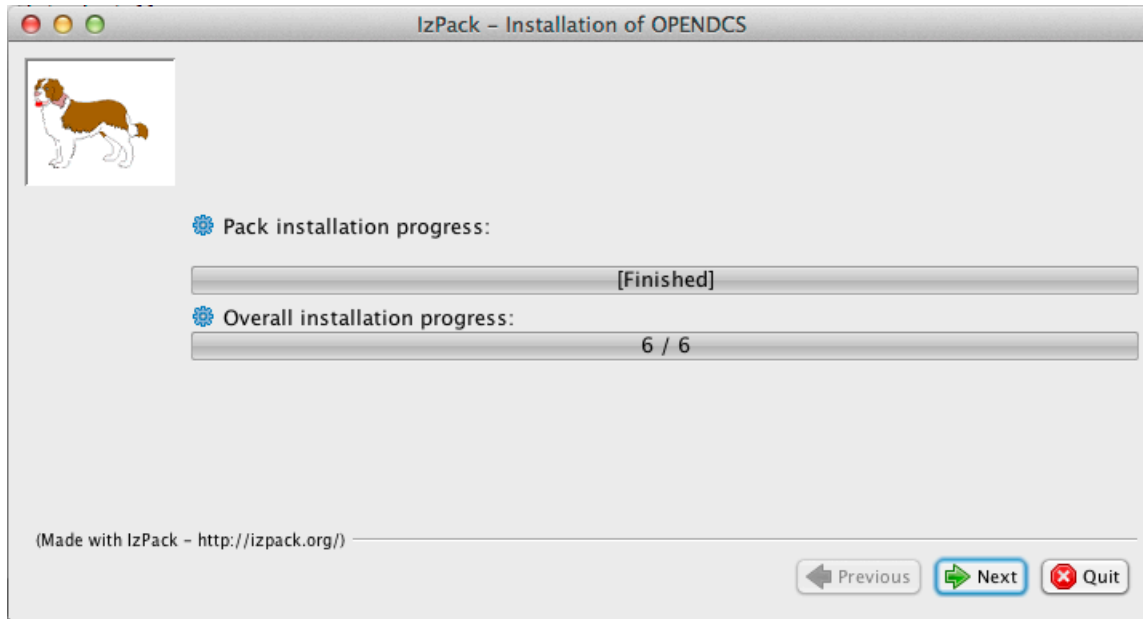 IzPack – Installation of OPENDCS
Pack installation progress:
[Finished]
Overall installation progress:
6 / 6
(Made with IzPack – http://izpack.org/)
Previous Next Quit